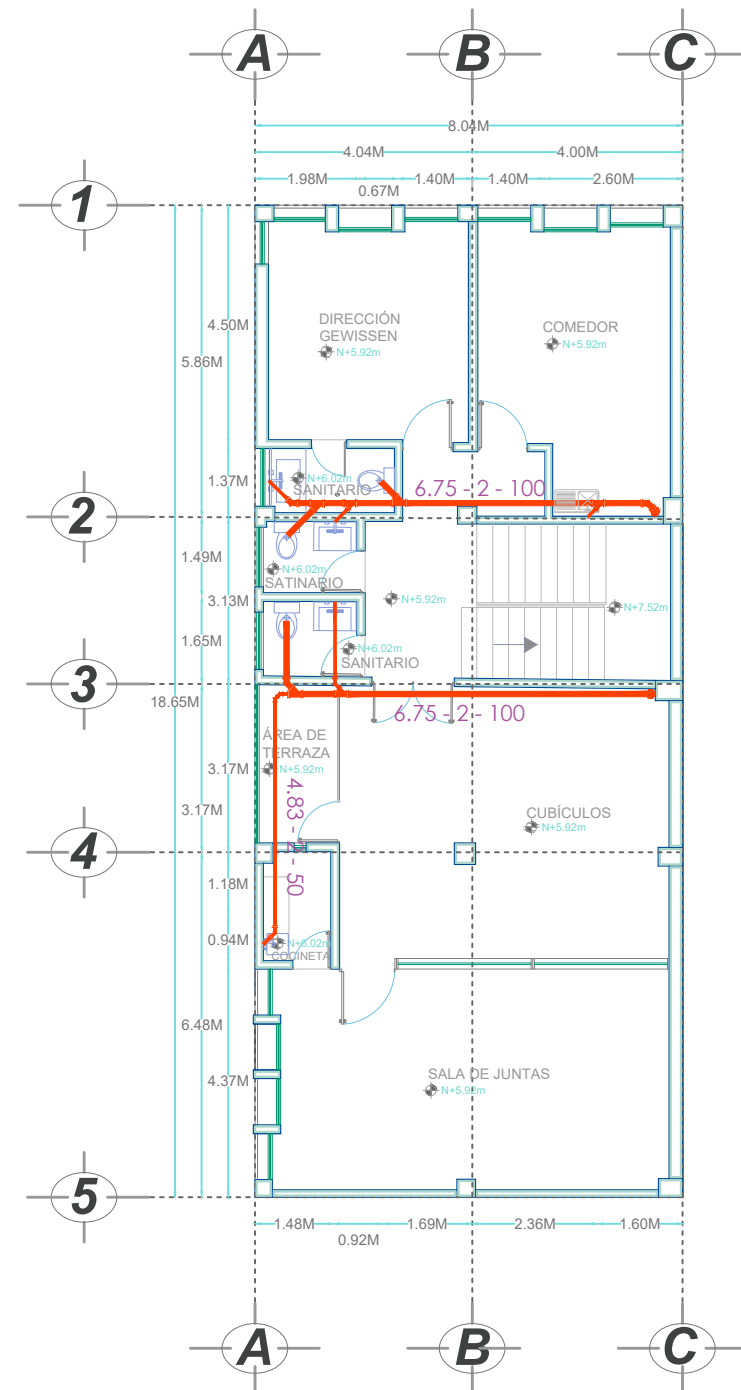 A
B
C
8.04M
4.04M
4.00M
1.98M
1.40M
1.40M
2.60M
0.67M
1
DIRECCIÓN
GEWISSEN
N+5.92m
COMEDOR
N+5.92m
4.50M
5.86M
1.37M
N+6.02m
SANITARIO
6.75 - 2 - 100
2
1.49M
N+6.02m
SATINARIO
3.13M
N+5.92m
N+7.52m
1.65M
N+6.02m
SANITARIO
3
18.65M
6.75 - 2 - 100
ÁREA DE
TERRAZA
N+5.92m
3.17M
3.17M
4.83 - 2 - 50
CUBÍCULOS
N+5.92m
4
1.18M
0.94M
N+6.02m
COCINETA
6.48M
4.37M
SALA DE JUNTAS
N+5.92m
5
1.48M
1.69M
2.36M
1.60M
0.92M
A
B
C